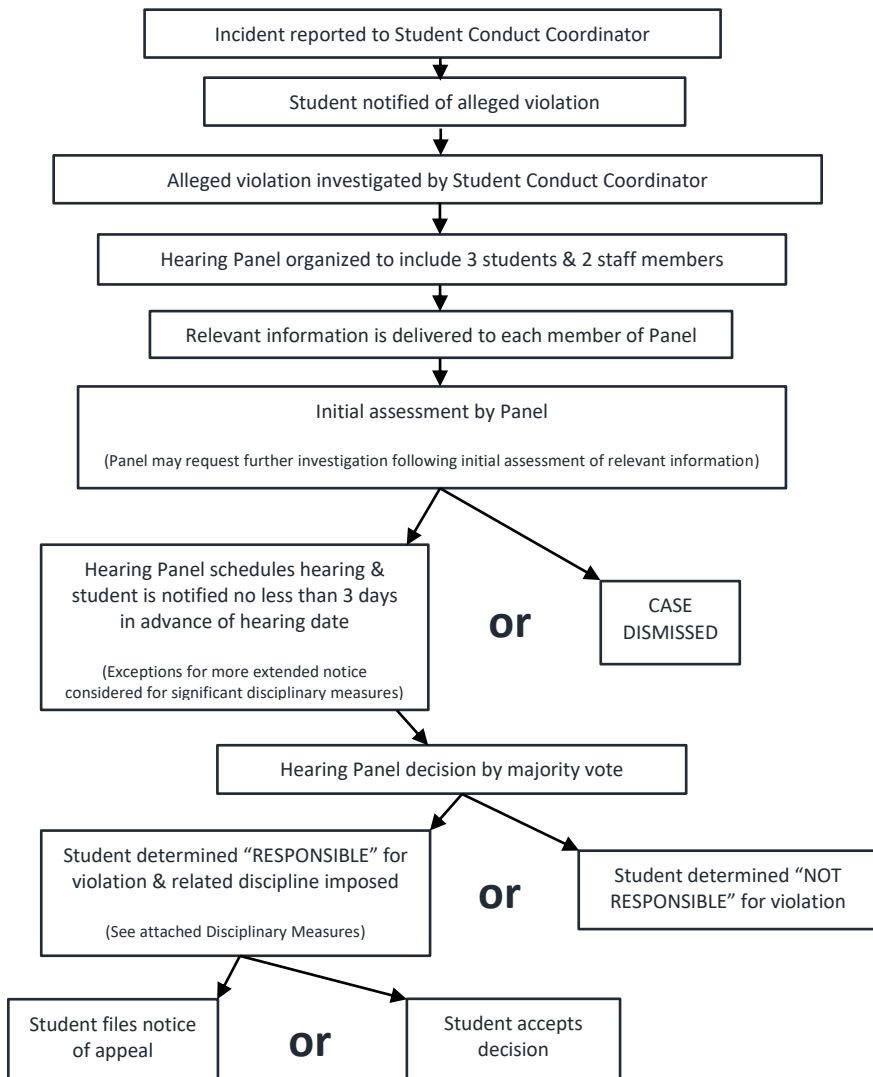 Incident reported to Student Conduct Coordinator
Student notified of alleged violation
Alleged violation investigated by Student Conduct Coordinator
Hearing Panel organized to include 3 students & 2 staff members
Relevant information is delivered to each member of Panel
Initial assessment by Panel
(Panel may request further investigation following initial assessment of relevant information)
Hearing Panel schedules hearing &
student is notified no less than 3 days
in advance of hearing date
(Exceptions for more extended notice
considered for significant disciplinary measures)
or
CASE
DISMISSED
Hearing Panel decision by majority vote
Student determined “RESPONSIBLE” for
violation & related discipline imposed
(See attached Disciplinary Measures)
or
Student determined “NOT
RESPONSIBLE” for violation
Student files notice
of appeal
or
Student accepts
decision